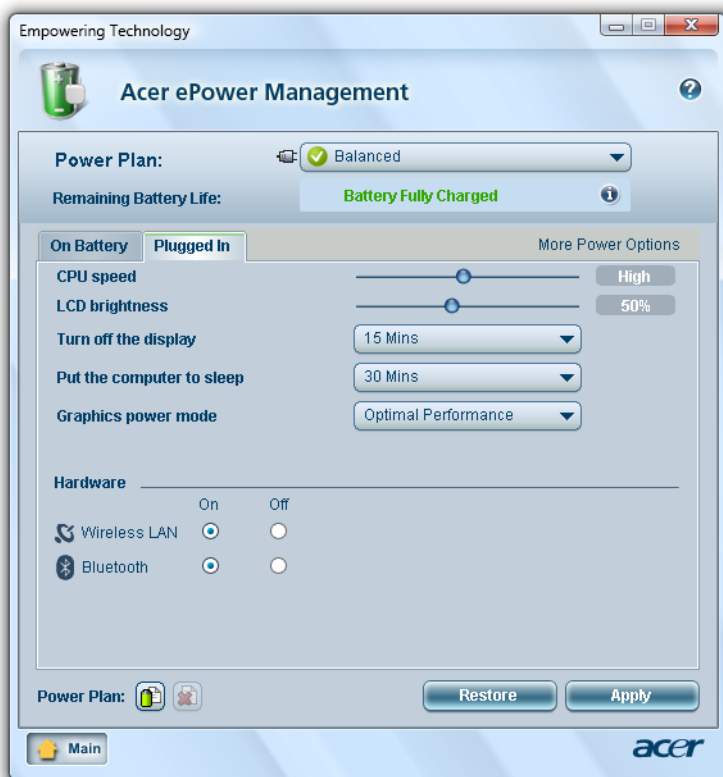 Empowering Technology
Acer ePower Management
Power Plan: Balanced
Remaining Battery Life: Battery Fully Charged
On Battery Plugged In More Power Options
CPU speed High
LCD brightness 50%
Turn off the display 15 Mins
Put the computer to sleep 30 Mins
Graphics power mode Optimal Performance
Hardware
On Off
Wireless LAN
Bluetooth
Power Plan: Restore Apply
Main acer